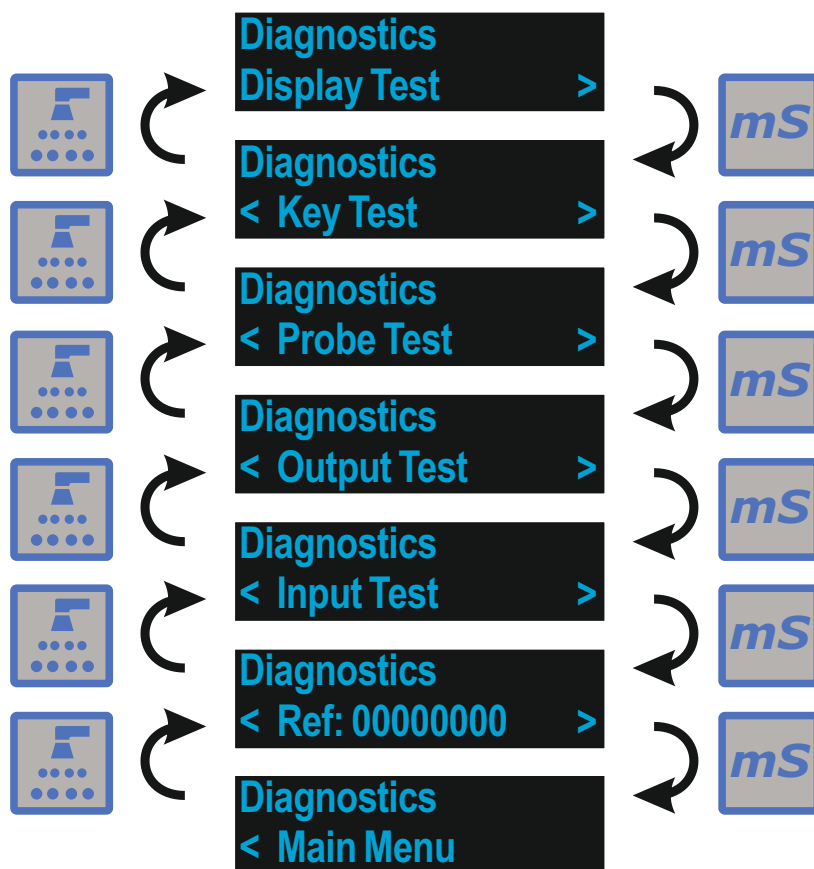 Diagnostics
Display Test >
mS
Diagnostics
< Key Test >
mS
Diagnostics
< Probe Test >
mS
Diagnostics
< Output Test >
mS
Diagnostics
< Input Test >
mS
Diagnostics
< Ref: 00000000 >
mS
Diagnostics
< Main Menu